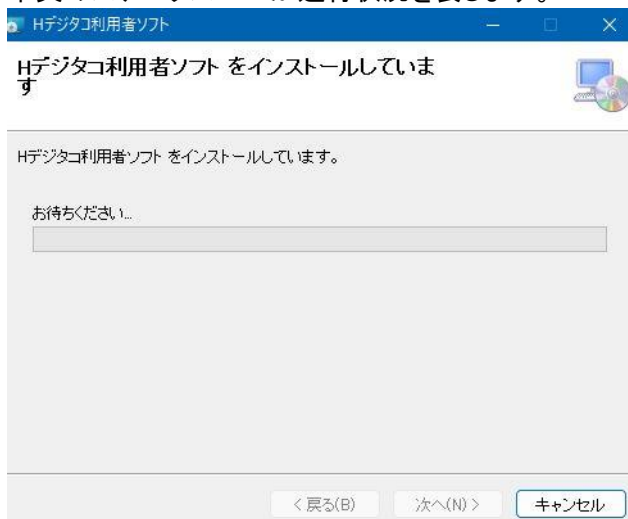 Hデジタコ利用者ソフト
Hデジタコ利用者ソフト をインストールしていま
す
Hデジタコ利用者ソフト をインストールしています。
お待ちください...
< 戻る(B)
次へ(N) >
キャンセル